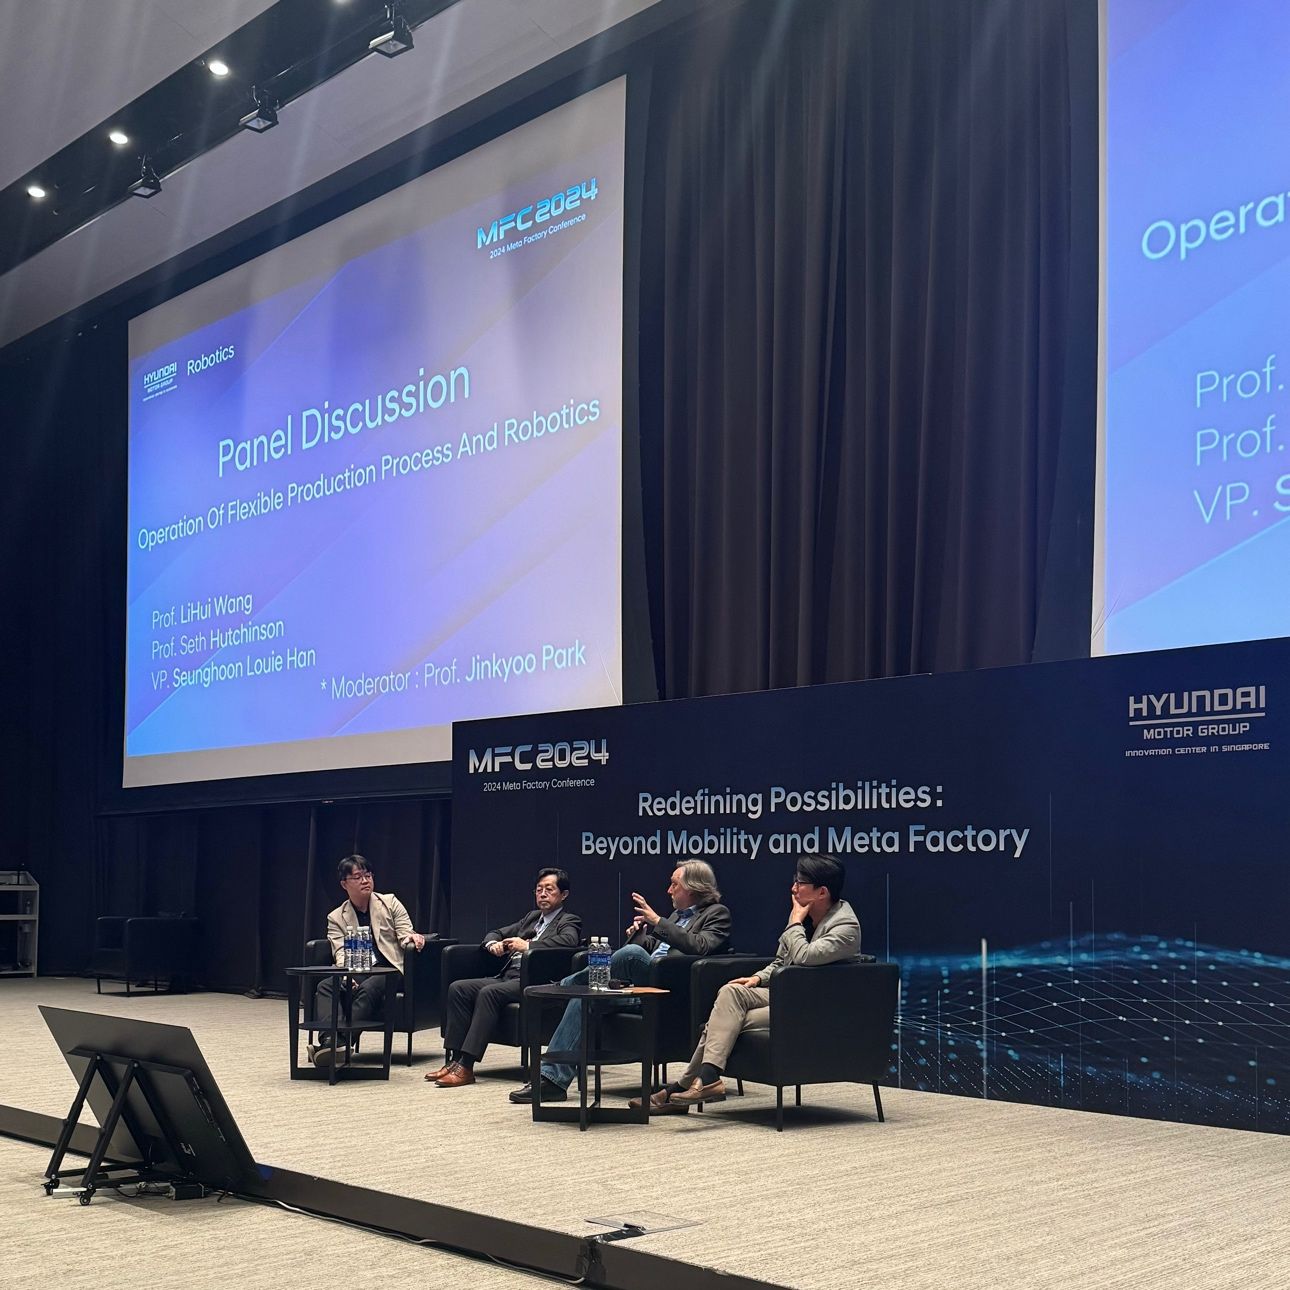 MFC 2024
2024 Meta Factory Conference
HYUNDAI
MOTOR GROUP
Robotics
Panel Discussion
Operation Of Flexible Production Process And Robotics
Prof. LiHui Wang
Prof. Seth Hutchinson
VP. Seunghoon Louie Han
* Moderator : Prof. Jinkyoo Park
Opera
Prof.
Prof.
VP. S
MFC 2024
2024 Meta Factory Conference
Redefining Possibilities:
Beyond Mobility and Meta Factory
HYUNDAI
MOTOR GROUP
INNOVATION CENTER IN SINGAPORE